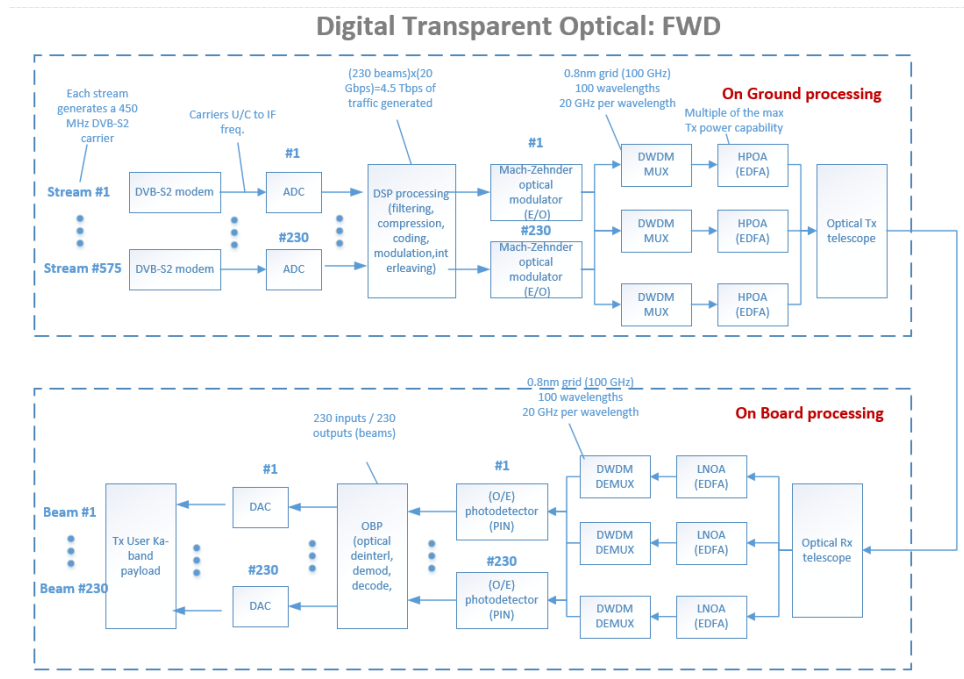 Digital Transparent Optical: FWD
Each stream
generates a 450
MHz DVB-S2
carrier
Carriers U/C to IF
freq.
(230 beams)x(20
Gbps)=4.5 Tbps of
traffic generated
0.8nm grid (100 GHz)
100 wavelengths
20 GHz per wavelength
On Ground processing
Multiple of the max
Tx power capability
#1
#1
Stream #1
DVB-S2 modem
ADC
DSP processing
(filtering,
compression,
coding,
modulation,int
erleaving)
Mach-Zehnder
optical
modulator
(E/O)
DWDM
MUX
HPOA
(EDFA)
#230
#230
DWDM
MUX
HPOA
(EDFA)
Optical Tx
telescope
Stream #575
DVB-S2 modem
ADC
Mach-Zehnder
optical
modulator
(E/O)
DWDM
MUX
HPOA
(EDFA)
0.8nm grid (100 GHz)
100 wavelengths
20 GHz per wavelength
On Board processing
230 inputs / 230
outputs (beams)
#1
#1
DWDM
DEMUX
LNOA
(EDFA)
Beam #1
Tx User Ka-
band
payload
DAC
OBP
(optical
deinterl,
demod,
decode,
(O/E)
photodetector
(PIN)
DWDM
DEMUX
LNOA
(EDFA)
Optical Rx
telescope
#230
#230
Beam #230
DAC
(O/E)
photodetector
(PIN)
DWDM
DEMUX
LNOA
(EDFA)